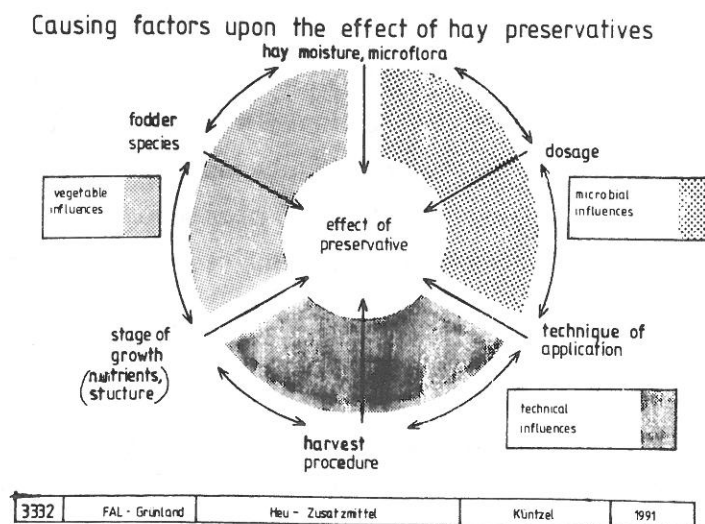 Causing factors upon the effect of hay preservatives
hay moisture, microflora
fodder
species
dosage
vegetable
influences
microbial
influences
effect of
preservative
stage of
growth
(nutrients,
stucture)
technique of
application
technical
influences
harvest
procedure
3332 FAL - Grünland Heu - Zusatzmittel Küntzel 1991